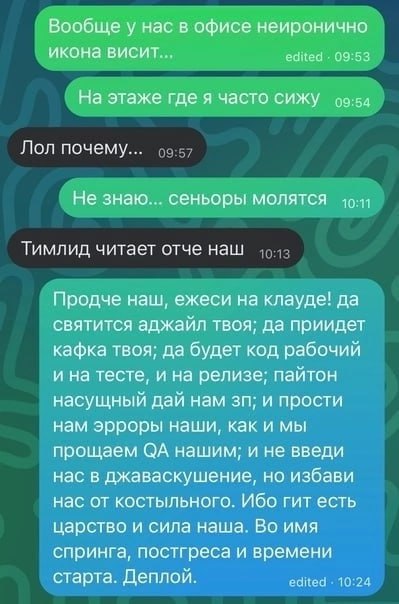 Вообще у нас в офисе неиронично
икона висит...
edited · 09:53
На этаже где я часто сижу 09:54
Лол почему... 09:57
Не знаю... сеньоры молятся 10:11
Тимлид читает отче наш 10:13
Продче наш, ежеси на клауде! да
святится аджайл твоя; да приидет
кафка твоя; да будет код рабочий
и на тесте, и на релизе; пайтон
насущный дай нам зп; и прости
нам эрроры наши, как и мы
прощаем QA нашим; и не введи
нас в джаваскушение, но избави
нас от костыльного. Ибо гит есть
царство и сила наша. Во имя
спринга, постгреса и времени
старта. Деплой.
edited · 10:24